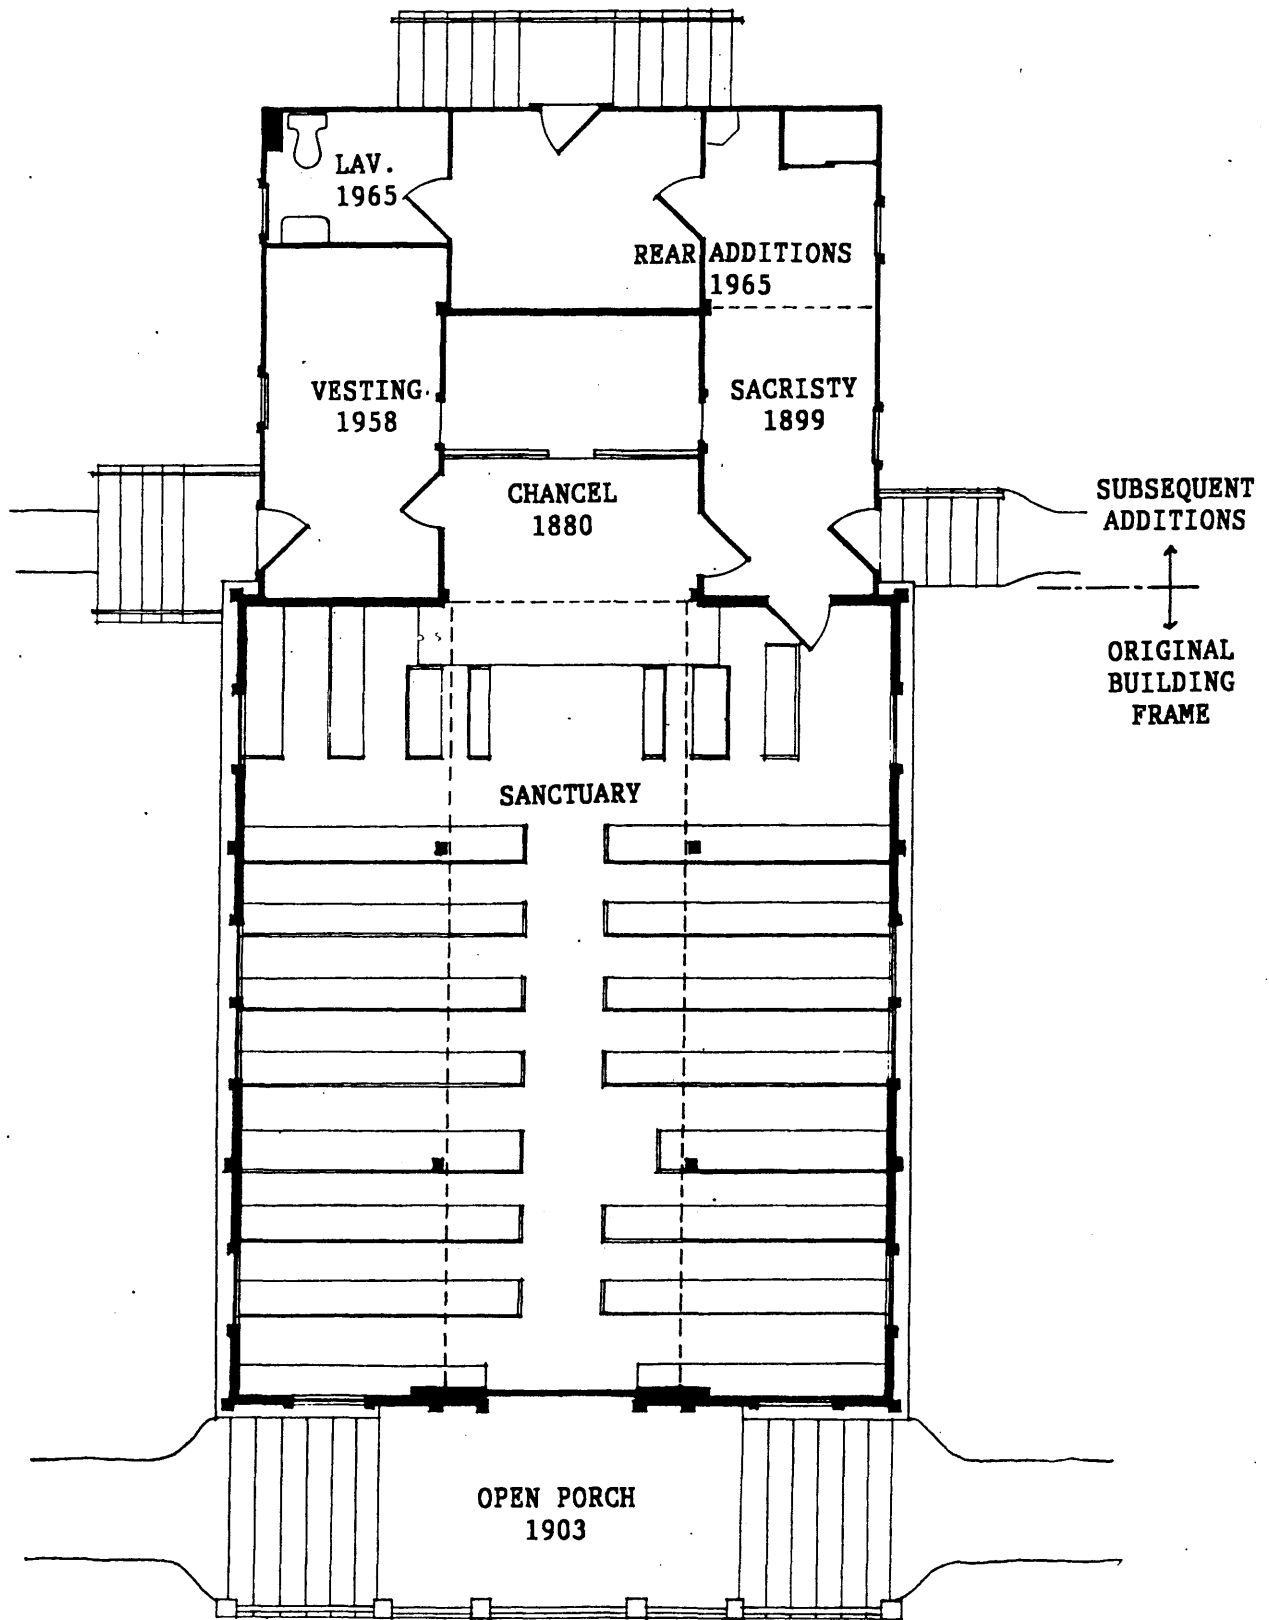 LAV.
1965
REAR ADDITIONS
1965
VESTING
1958
SACRISTY
1899
CHANCEL
1880
SUBSEQUENT
ADDITIONS
ORIGINAL
BUILDING
FRAME
SANCTUARY
OPEN PORCH
1903